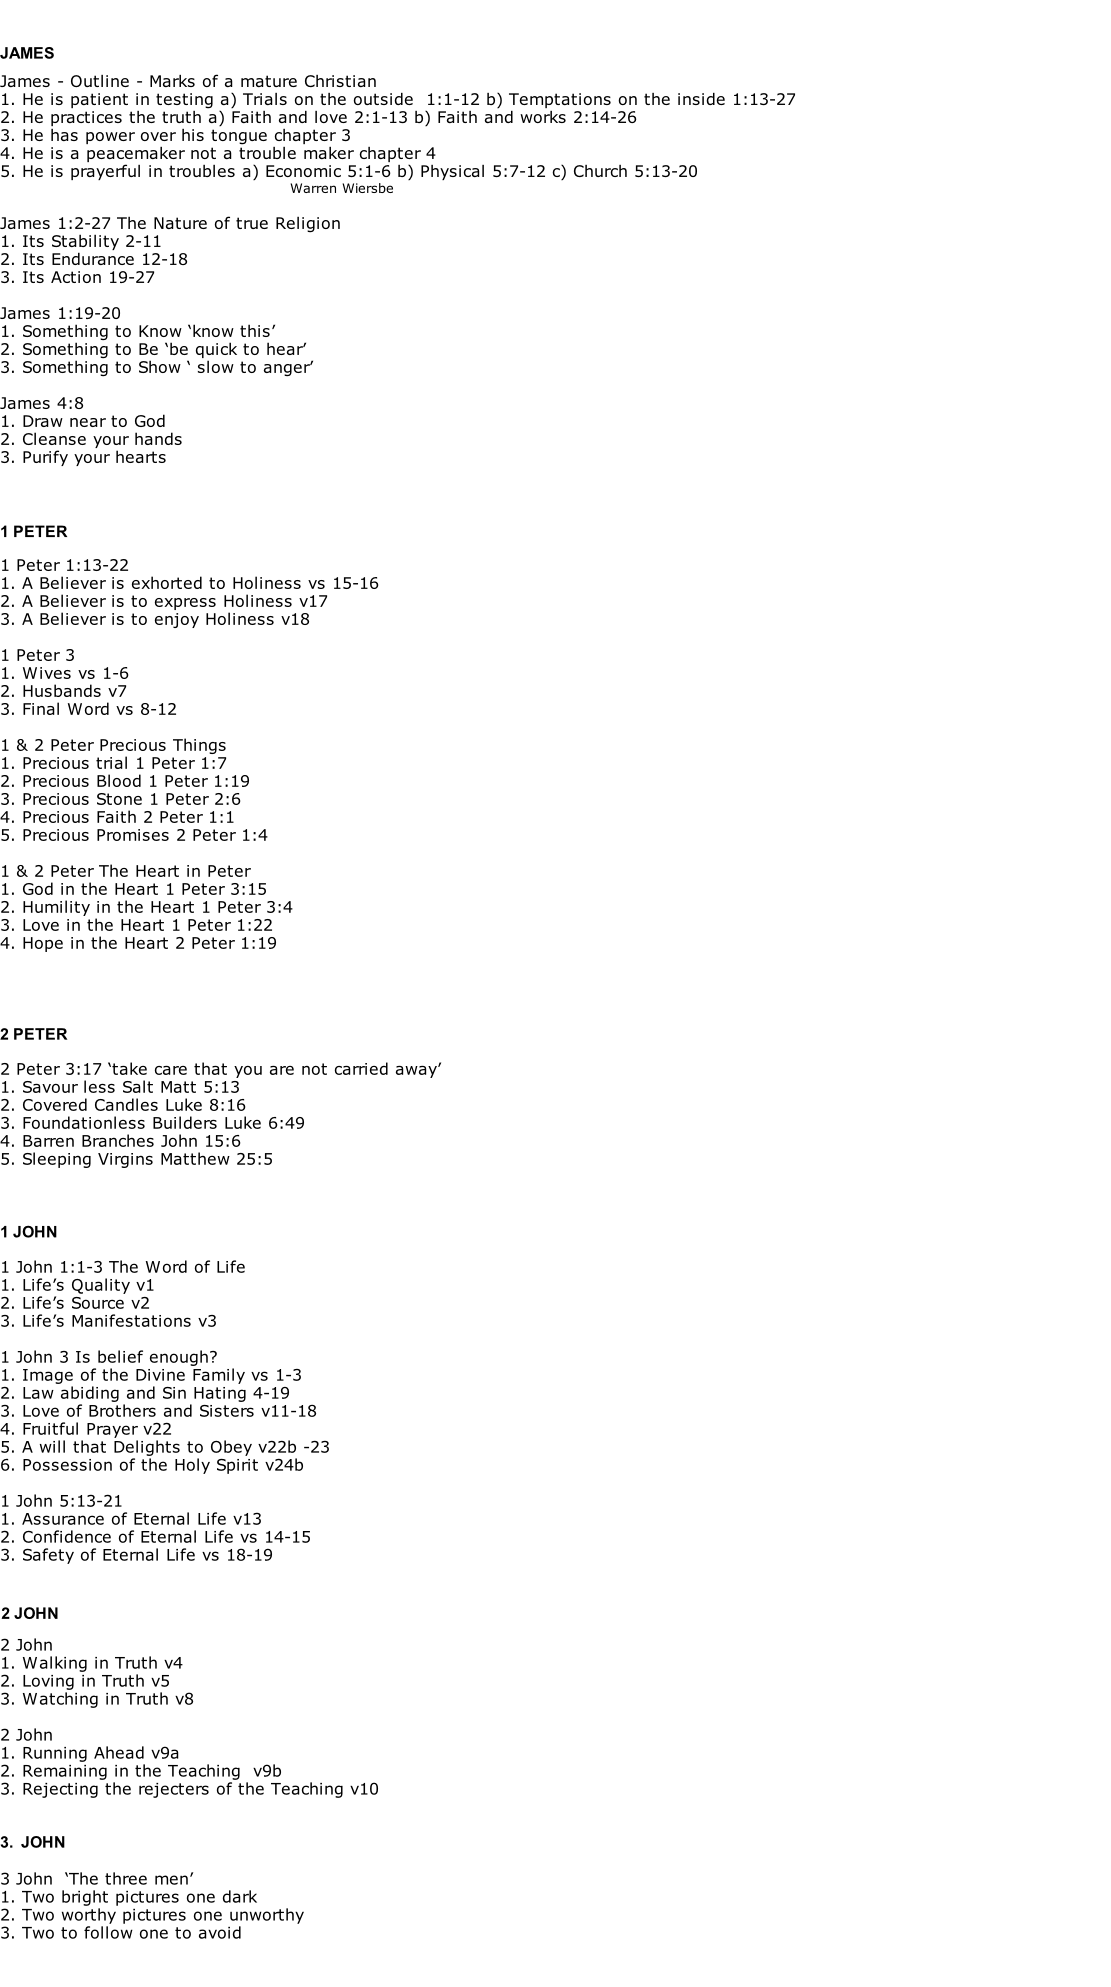 JAMES
James - Outline - Marks of a mature Christian
1. He is patient in testing a) Trials on the outside  1:1-12 b) Temptations on the inside 1:13-27
2. He practices the truth a) Faith and love 2:1-13 b) Faith and works 2:14-26
3. He has power over his tongue chapter 3
4. He is a peacemaker not a trouble maker chapter 4
5. He is prayerful in troubles a) Economic 5:1-6 b) Physical 5:7-12 c) Church 5:13-20
Warren Wiersbe
James 1:2-27 The Nature of true Religion
1. Its Stability 2-11
2. Its Endurance 12-18
3. Its Action 19-27
James 1:19-20
1. Something to Know ‘know this’
2. Something to Be ‘be quick to hear’
3. Something to Show ‘ slow to anger’
James 4:8
1. Draw near to God
2. Cleanse your hands
3. Purify your hearts
1 PETER
1 Peter 1:13-22
1. A Believer is exhorted to Holiness vs 15-16
2. A Believer is to express Holiness v17
3. A Believer is to enjoy Holiness v18
1 Peter 3
1. Wives vs 1-6
2. Husbands v7
3. Final Word vs 8-12
1 & 2 Peter Precious Things
1. Precious trial 1 Peter 1:7
2. Precious Blood 1 Peter 1:19
3. Precious Stone 1 Peter 2:6
4. Precious Faith 2 Peter 1:1
5. Precious Promises 2 Peter 1:4
1 & 2 Peter The Heart in Peter
1. God in the Heart 1 Peter 3:15
2. Humility in the Heart 1 Peter 3:4
3. Love in the Heart 1 Peter 1:22
4. Hope in the Heart 2 Peter 1:19
2 PETER
2 Peter 3:17 ‘take care that you are not carried away’
1. Savour less Salt Matt 5:13
2. Covered Candles Luke 8:16
3. Foundationless Builders Luke 6:49
4. Barren Branches John 15:6
5. Sleeping Virgins Matthew 25:5
1 JOHN
1 John 1:1-3 The Word of Life
1. Life’s Quality v1
2. Life’s Source v2
3. Life’s Manifestations v3
1 John 3 Is belief enough?
1. Image of the Divine Family vs 1-3
2. Law abiding and Sin Hating 4-19
3. Love of Brothers and Sisters v11-18
4. Fruitful Prayer v22
5. A will that Delights to Obey v22b -23
6. Possession of the Holy Spirit v24b
1 John 5:13-21
1. Assurance of Eternal Life v13
2. Confidence of Eternal Life vs 14-15
3. Safety of Eternal Life vs 18-19
2 JOHN
2 John
1. Walking in Truth v4
2. Loving in Truth v5
3. Watching in Truth v8
2 John
1. Running Ahead v9a
2. Remaining in the Teaching  v9b
3. Rejecting the rejecters of the Teaching v10
3.  JOHN
3 John  ‘The three men’
1. Two bright pictures one dark
2. Two worthy pictures one unworthy
3. Two to follow one to avoid